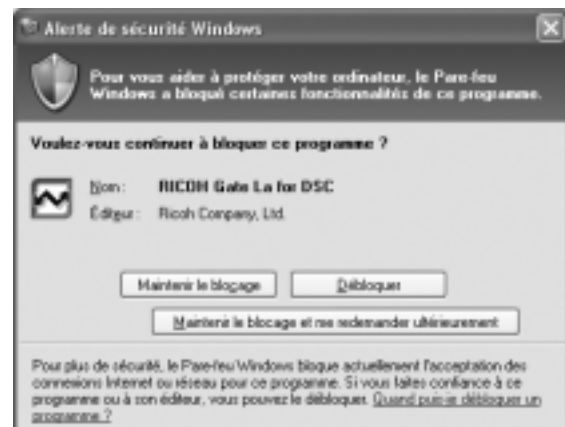 Alerte de sécurité Windows
Pour vous aider à protéger votre ordinateur, le Pare-feu
Windows a bloqué certaines fonctionnalités de ce programme.
Voulez-vous continuer à bloquer ce programme ?
Nom : RICOH Gate La for DSC
Éditeur : Ricoh Company, Ltd.
Maintenir le blocage Débloquer
Maintenir le blocage et me redemander ultérieurement
Pour plus de sécurité, le Pare-feu Windows bloque actuellement l'acceptation des
connexions Internet ou réseau pour ce programme. Si vous faites confiance à ce
programme ou à son éditeur, vous pouvez le débloquer. Quand puis-je débloquer un
programme ?